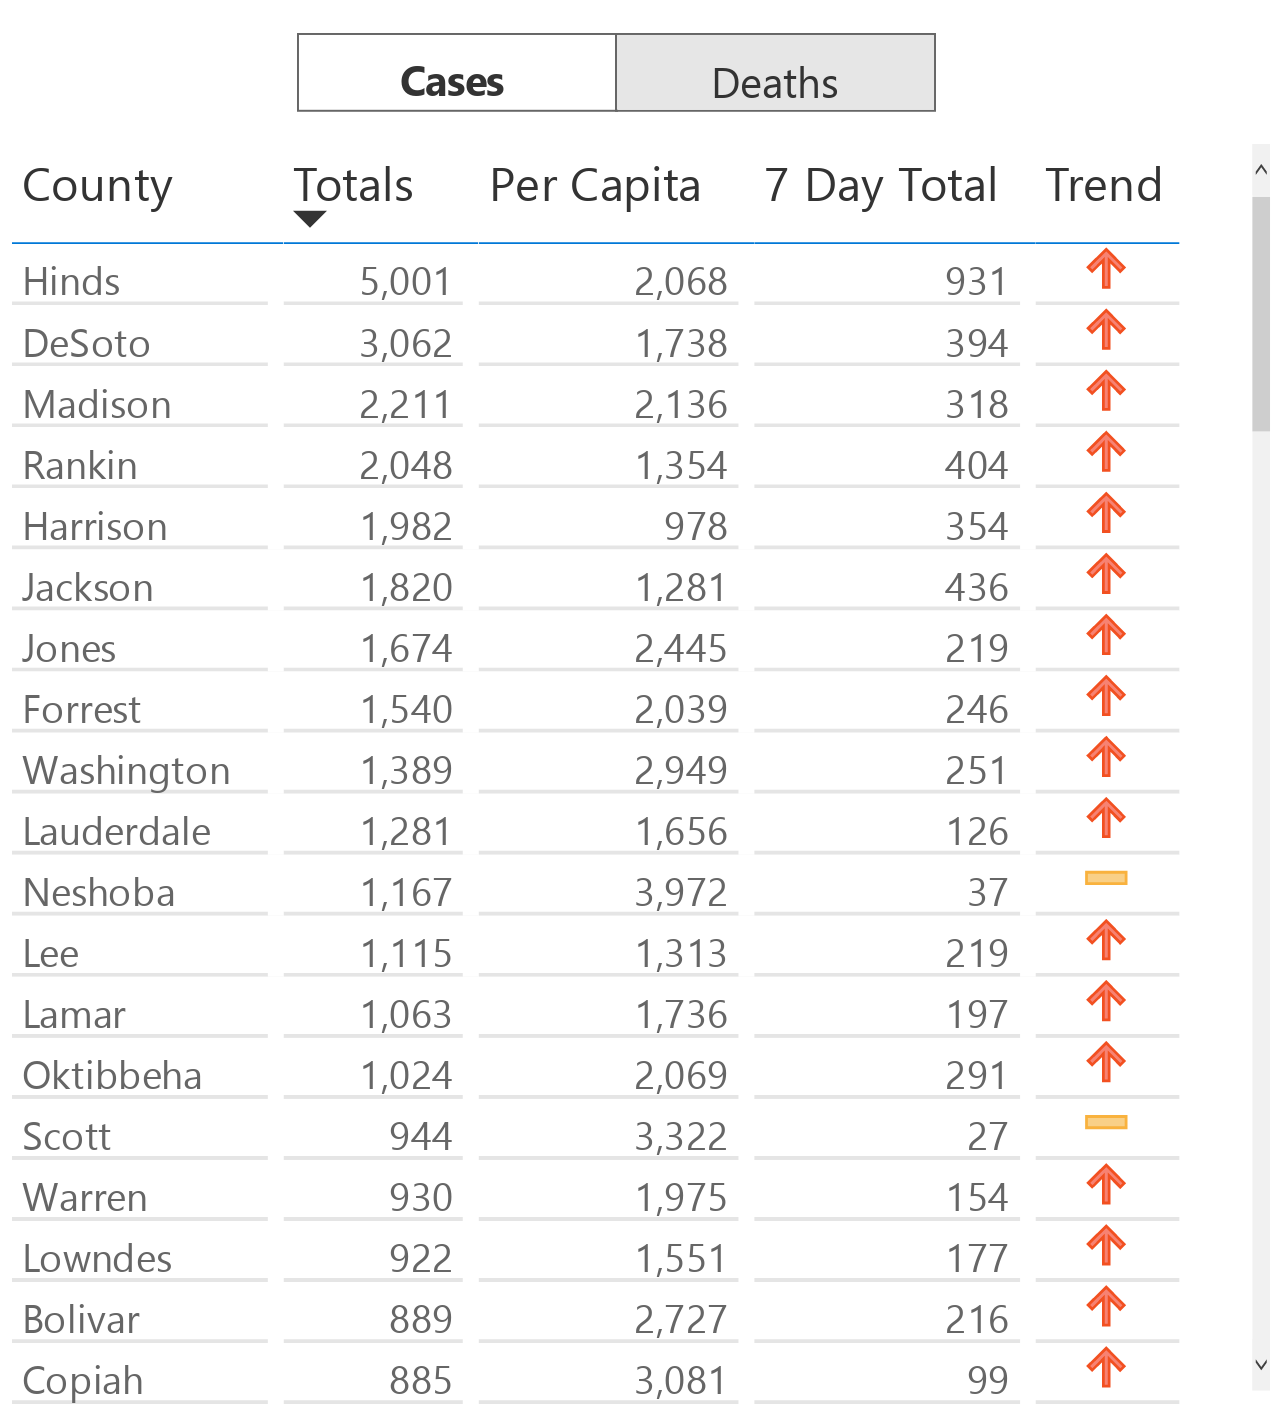 Cases Deaths
County Totals Per Capita 7 Day Total Trend
Hinds 5,001 2,068 931
DeSoto 3,062 1,738 394
Madison 2,211 2,136 318
Rankin 2,048 1,354 404
Harrison 1,982 978 354
Jackson 1,820 1,281 436
Jones 1,674 2,445 219
Forrest 1,540 2,039 246
Washington 1,389 2,949 251
Lauderdale 1,281 1,656 126
Neshoba 1,167 3,972 37
Lee 1,115 1,313 219
Lamar 1,063 1,736 197
Oktibbeha 1,024 2,069 291
Scott 944 3,322 27
Warren 930 1,975 154
Lowndes 922 1,551 177
Bolivar 889 2,727 216
Copiah 885 3,081 99